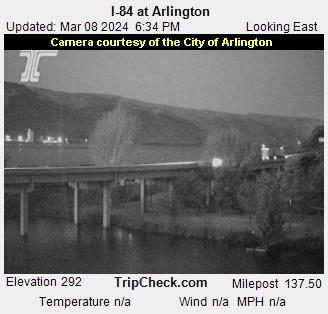 I-84 at Arlington
Updated: Mar 08 2024 6:34 PM Looking East
Camera courtesy of the City of Arlington
Elevation 292 TripCheck.com Milepost 137.50
Temperature n/a Wind n/a MPH n/a